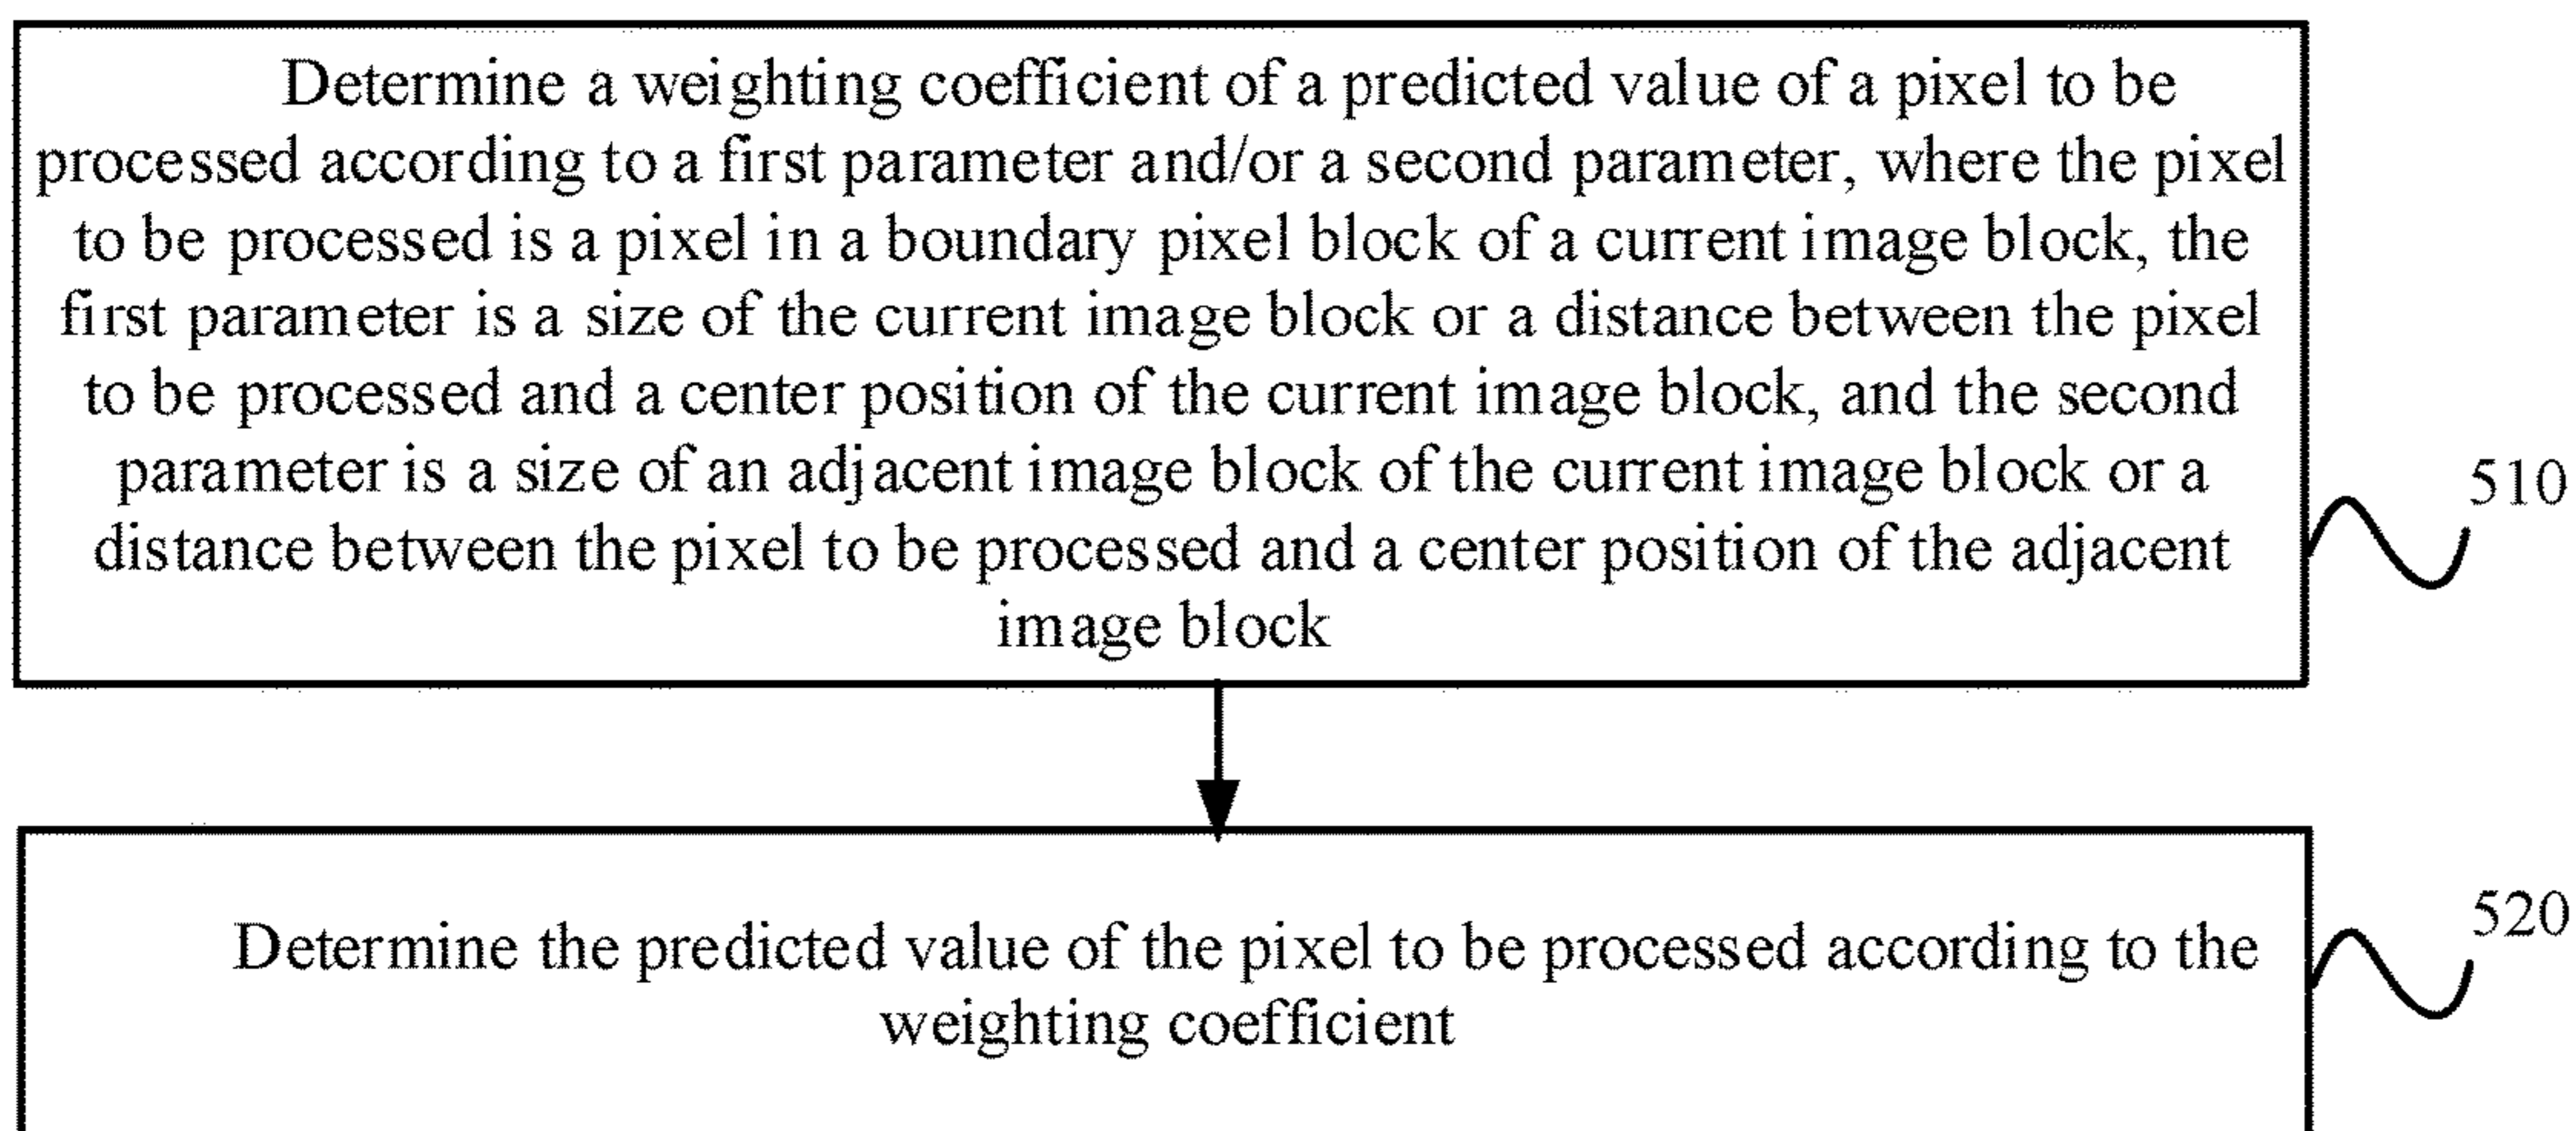 Determine a weighting coefficient of a predicted value of a pixel to be
processed according to a first parameter and/or a second parameter, where the pixel
to be processed is a pixel in a boundary pixel block of a current image block, the
first parameter is a size of the current image block or a distance between the pixel
to be processed and a center position of the current image block, and the second
parameter is a size of an adjacent image block of the current image block or a
distance between the pixel to be processed and a center position of the adjacent
image block
510
Determine the predicted value of the pixel to be processed according to the
weighting coefficient
520